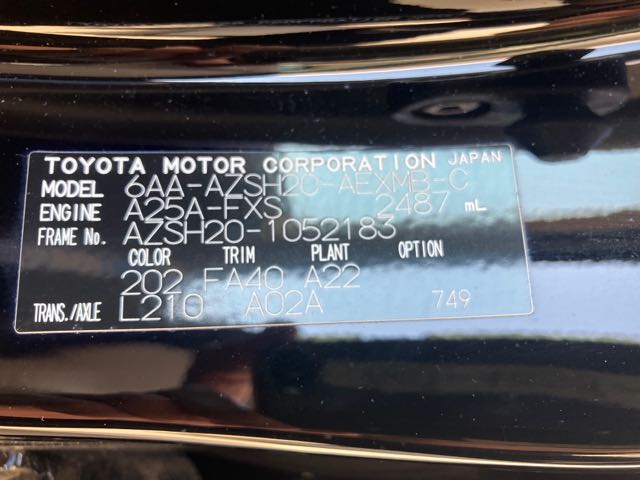 TOYOTA MOTOR CORPORATION JAPAN
MODEL 6AA-AZSH20-AEXMB-C
ENGINE A25A-FXS 2487 mL
FRAME No. AZSH20-1052183
COLOR TRIM PLANT OPTION
202 FA40 A22
TRANS./AXLE L210 A02A 749